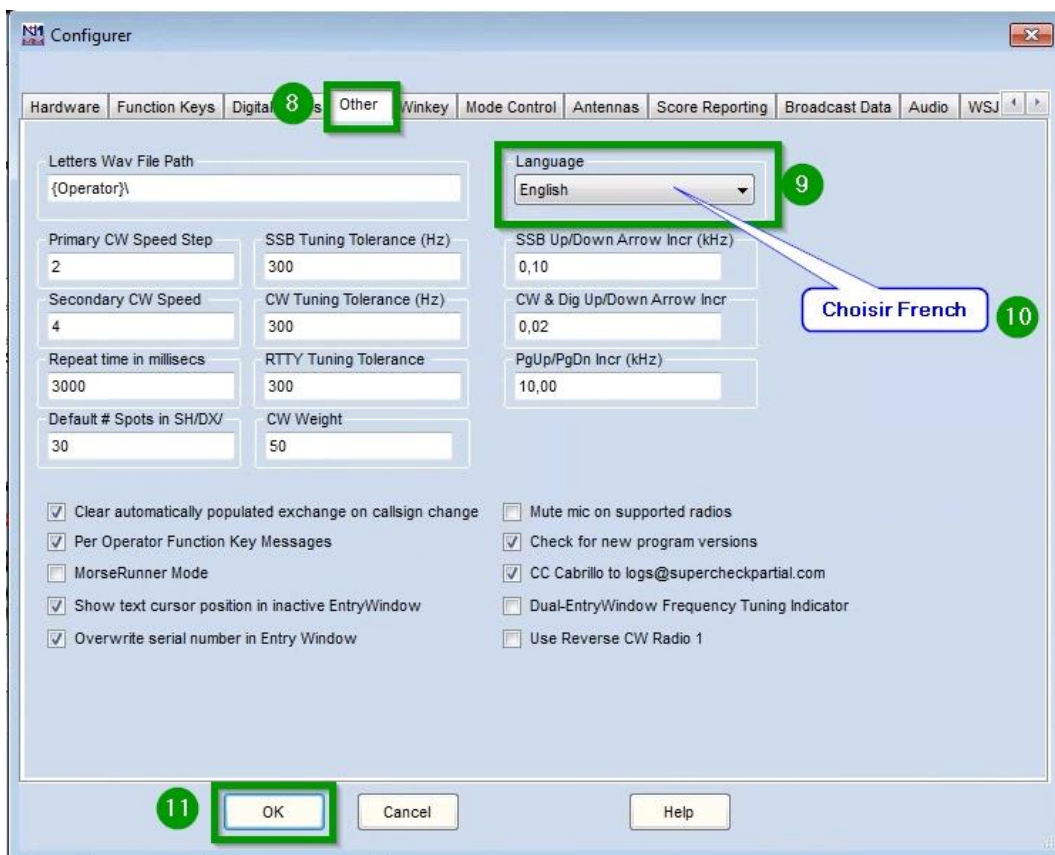 N1MM Configurer
8
Hardware Function Keys Digital Other Winkey Mode Control Antennas Score Reporting Broadcast Data Audio WSJ
Letters Wav File Path
{Operator}\
Language
English
9
Primary CW Speed Step
2
SSB Tuning Tolerance (Hz)
300
SSB Up/Down Arrow Incr (kHz)
0,10
Secondary CW Speed
4
CW Tuning Tolerance (Hz)
300
CW & Dig Up/Down Arrow Incr
0,02
Choisir French
10
Repeat time in millisecs
3000
RTTY Tuning Tolerance
300
PgUp/PgDn Incr (kHz)
10,00
Default # Spots in SH/DX/
30
CW Weight
50
Clear automatically populated exchange on callsign change
Mute mic on supported radios
Per Operator Function Key Messages
Check for new program versions
MorseRunner Mode
CC Cabrillo to logs@supercheckpartial.com
Show text cursor position in inactive EntryWindow
Dual-EntryWindow Frequency Tuning Indicator
Overwrite serial number in Entry Window
Use Reverse CW Radio 1
11
OK Cancel Help